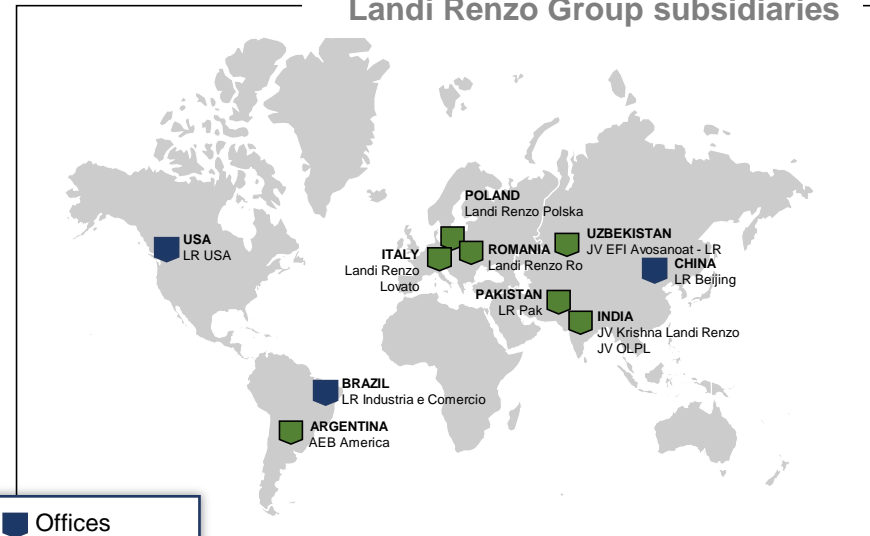 Landi Renzo Group subsidiaries
POLAND
Landi Renzo Polska
USA
LR USA
ITALY
Landi Renzo
Lovato
ROMANIA
Landi Renzo Ro
UZBEKISTAN
JV EFI Avosanoat - LR
CHINA
LR Beijing
PAKISTAN
LR Pak
INDIA
JV Krishna Landi Renzo
JV OLPL
BRAZIL
LR Industria e Comercio
ARGENTINA
AEB America
Offices